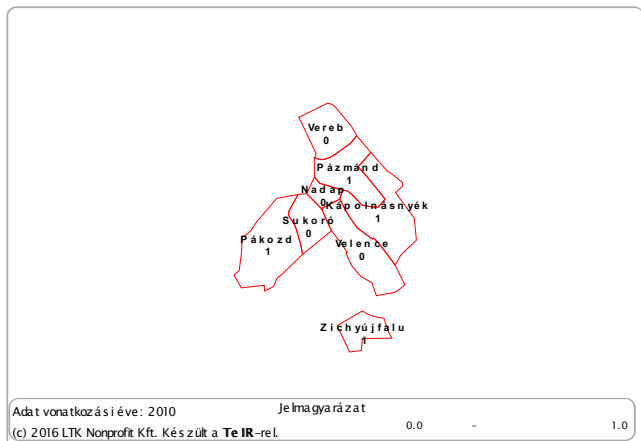 Vereb
0
Pázmánd
1
Nadap
0
Kápolnásnyék
1
Sukoró
0
Pákozd
1
Velence
0
Zichyújfalu
1
Adat vonatkozási éve: 2010
Jelmagyarázat
(c) 2016 LTK Nonprofit Kft. Készült a TeIR-rel.
0.0 - 1.0